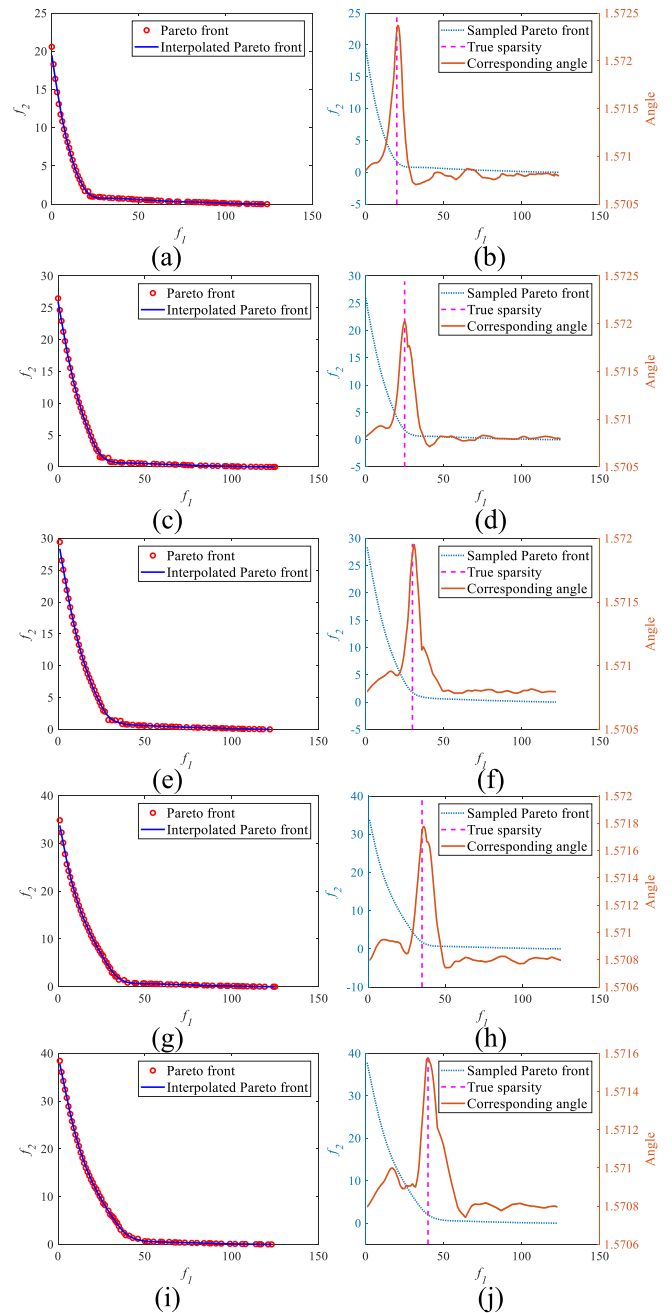 25
20
15
10
5
0
f2
0 50 100 150
f1
Pareto front
Interpolated Pareto front
(a)
25
20
15
10
5
0
-5
f2
0 50 100 150
f1
1.5725
1.572
1.5715
1.571
1.5705
Angle
Sampled Pareto front
True sparsity
Corresponding angle
(b)
30
25
20
15
10
5
0
f2
0 50 100 150
f1
Pareto front
Interpolated Pareto front
(c)
30
25
20
15
10
5
0
-5
f2
0 50 100 150
f1
1.5725
1.572
1.5715
1.571
1.5705
Angle
Sampled Pareto front
True sparsity
Corresponding angle
(d)
30
25
20
15
10
5
0
f2
0 50 100 150
f1
Pareto front
Interpolated Pareto front
(e)
30
25
20
15
10
5
0
-5
f2
0 50 100 150
f1
1.572
1.5715
1.571
1.5705
Angle
Sampled Pareto front
True sparsity
Corresponding angle
(f)
40
30
20
10
0
f2
0 50 100 150
f1
Pareto front
Interpolated Pareto front
(g)
40
30
20
10
0
-10
f2
0 50 100 150
f1
1.572
1.5718
1.5716
1.5714
1.5712
1.571
1.5708
1.5706
Angle
Sampled Pareto front
True sparsity
Corresponding angle
(h)
40
30
20
10
0
f2
0 50 100 150
f1
Pareto front
Interpolated Pareto front
(i)
40
30
20
10
0
f2
0 50 100 150
f1
1.5716
1.5714
1.5712
1.571
1.5708
1.5706
Angle
Sampled Pareto front
True sparsity
Corresponding angle
(j)